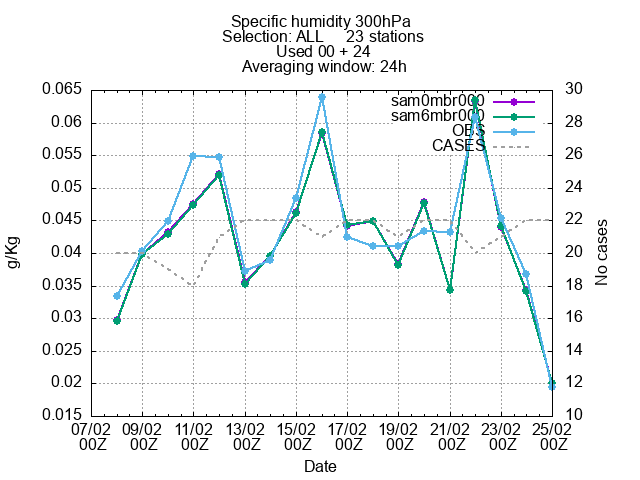 Specific humidity 300hPa
Selection: ALL 23 stations
Used 00 + 24
Averaging window: 24h
0.065
0.06
0.055
0.05
0.045
0.04
0.035
0.03
0.025
0.02
0.015
g/Kg
sam0mbr000
sam6mbr000
OBS
CASES
30
28
26
24
22
20
18
16
14
12
10
No cases
07/02 09/02 11/02 13/02 15/02 17/02 19/02 21/02 23/02 25/02
00Z 00Z 00Z 00Z 00Z 00Z 00Z 00Z 00Z 00Z
Date